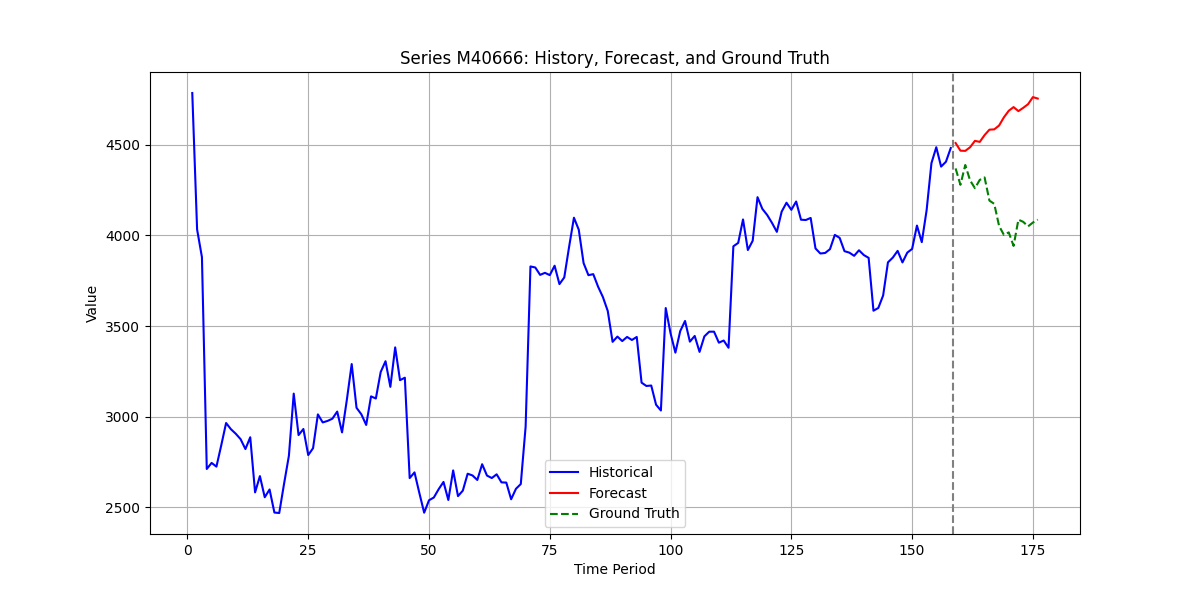 Series M40666: History, Forecast, and Ground Truth
Value
4500
4000
3500
3000
2500
Historical
Forecast
Ground Truth
0 25 50 75 100 125 150 175
Time Period